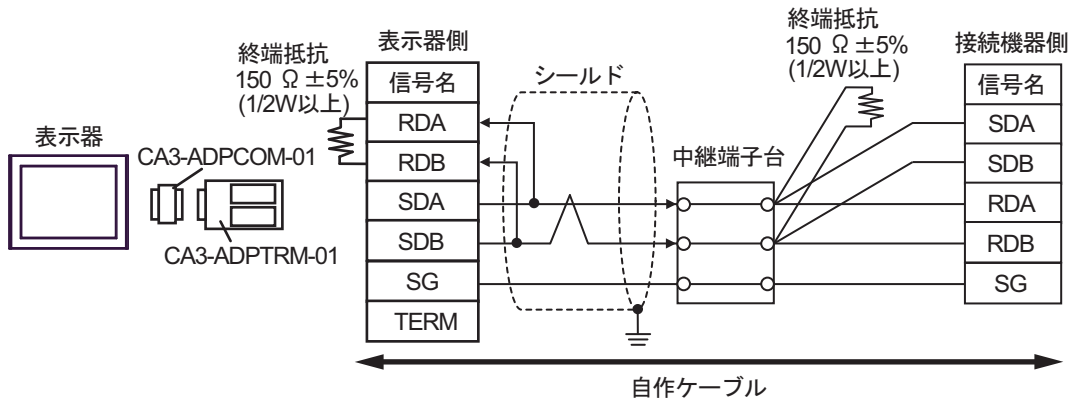 表示器
CA3-ADPCOM-01
CA3-ADPTRM-01
終端抵抗
150 Ω ±5%
(1/2W以上)
表示器側
信号名
RDA
RDB
SDA
SDB
SG
TERM
シールド
中継端子台
終端抵抗
150 Ω ±5%
(1/2W以上)
接続機器側
信号名
SDA
SDB
RDA
RDB
SG
自作ケーブル